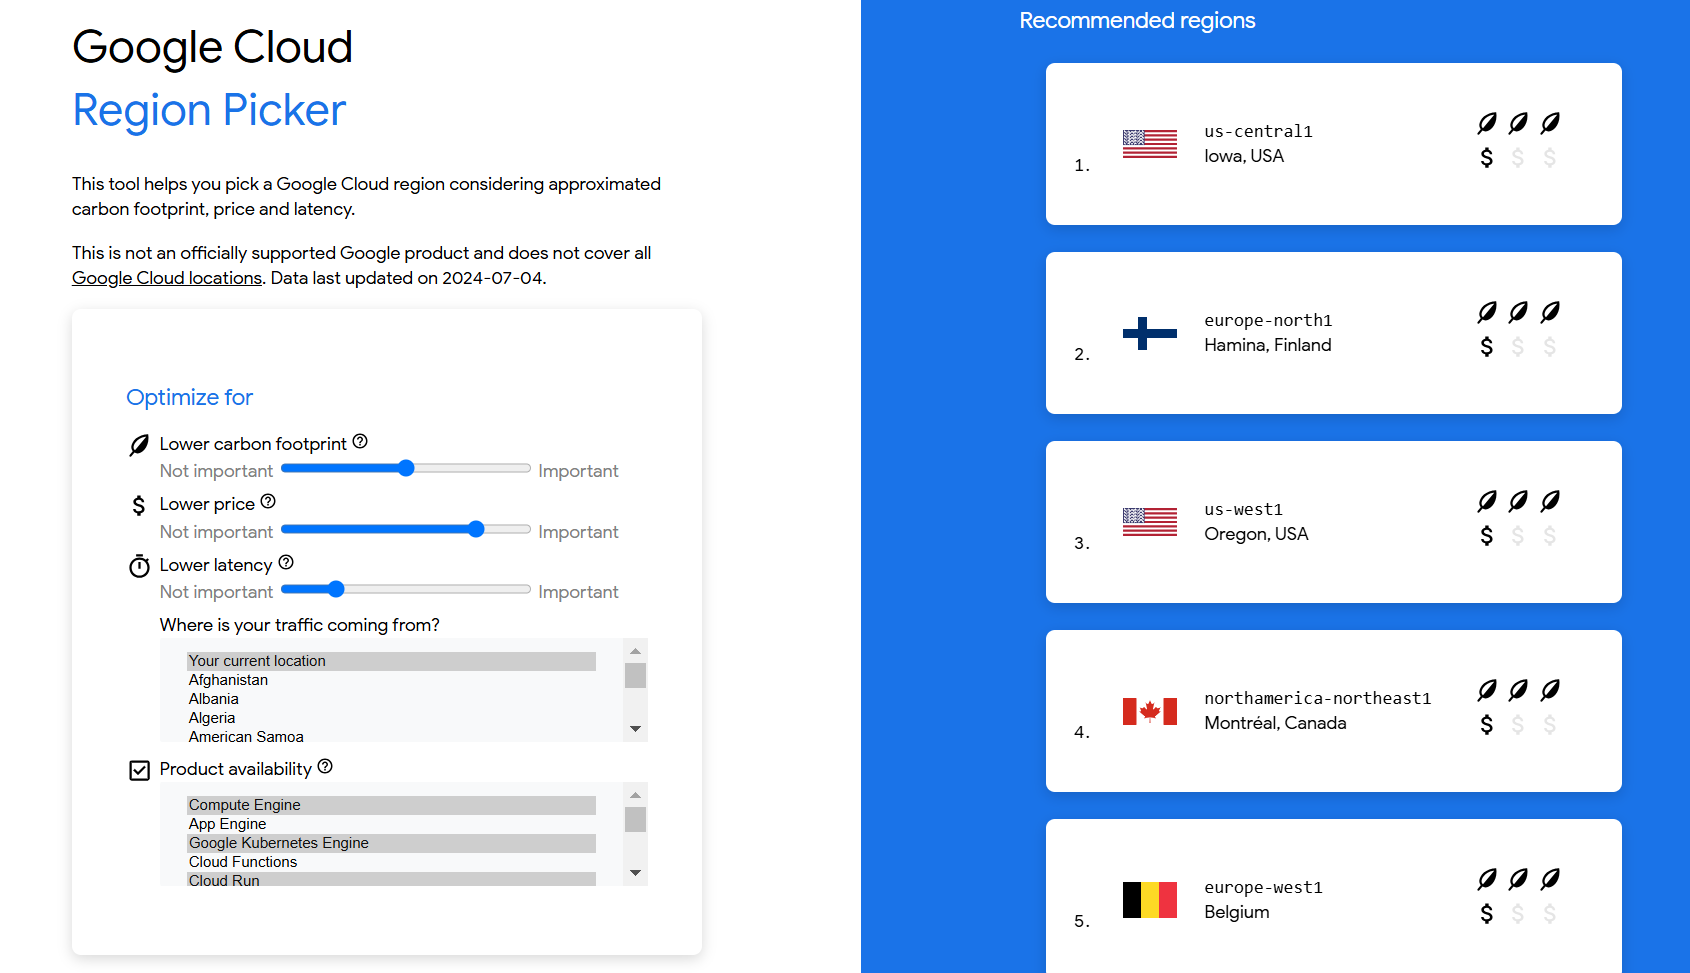 Google Cloud
Region Picker
This tool helps you pick a Google Cloud region considering approximated
carbon footprint, price and latency.
This is not an officially supported Google product and does not cover all
Google Cloud locations. Data last updated on 2024-07-04.
Optimize for
Lower carbon footprint
Not important Important
Lower price
Not important Important
Lower latency
Not important Important
Where is your traffic coming from?
Your current location
Afghanistan
Albania
Algeria
American Samoa
Product availability
Compute Engine
App Engine
Google Kubernetes Engine
Cloud Functions
Cloud Run
Recommended regions
1.
us-central1
Iowa, USA
2.
europe-north1
Hamina, Finland
3.
us-west1
Oregon, USA
4.
northamerica-northeast1
Montréal, Canada
5.
europe-west1
Belgium